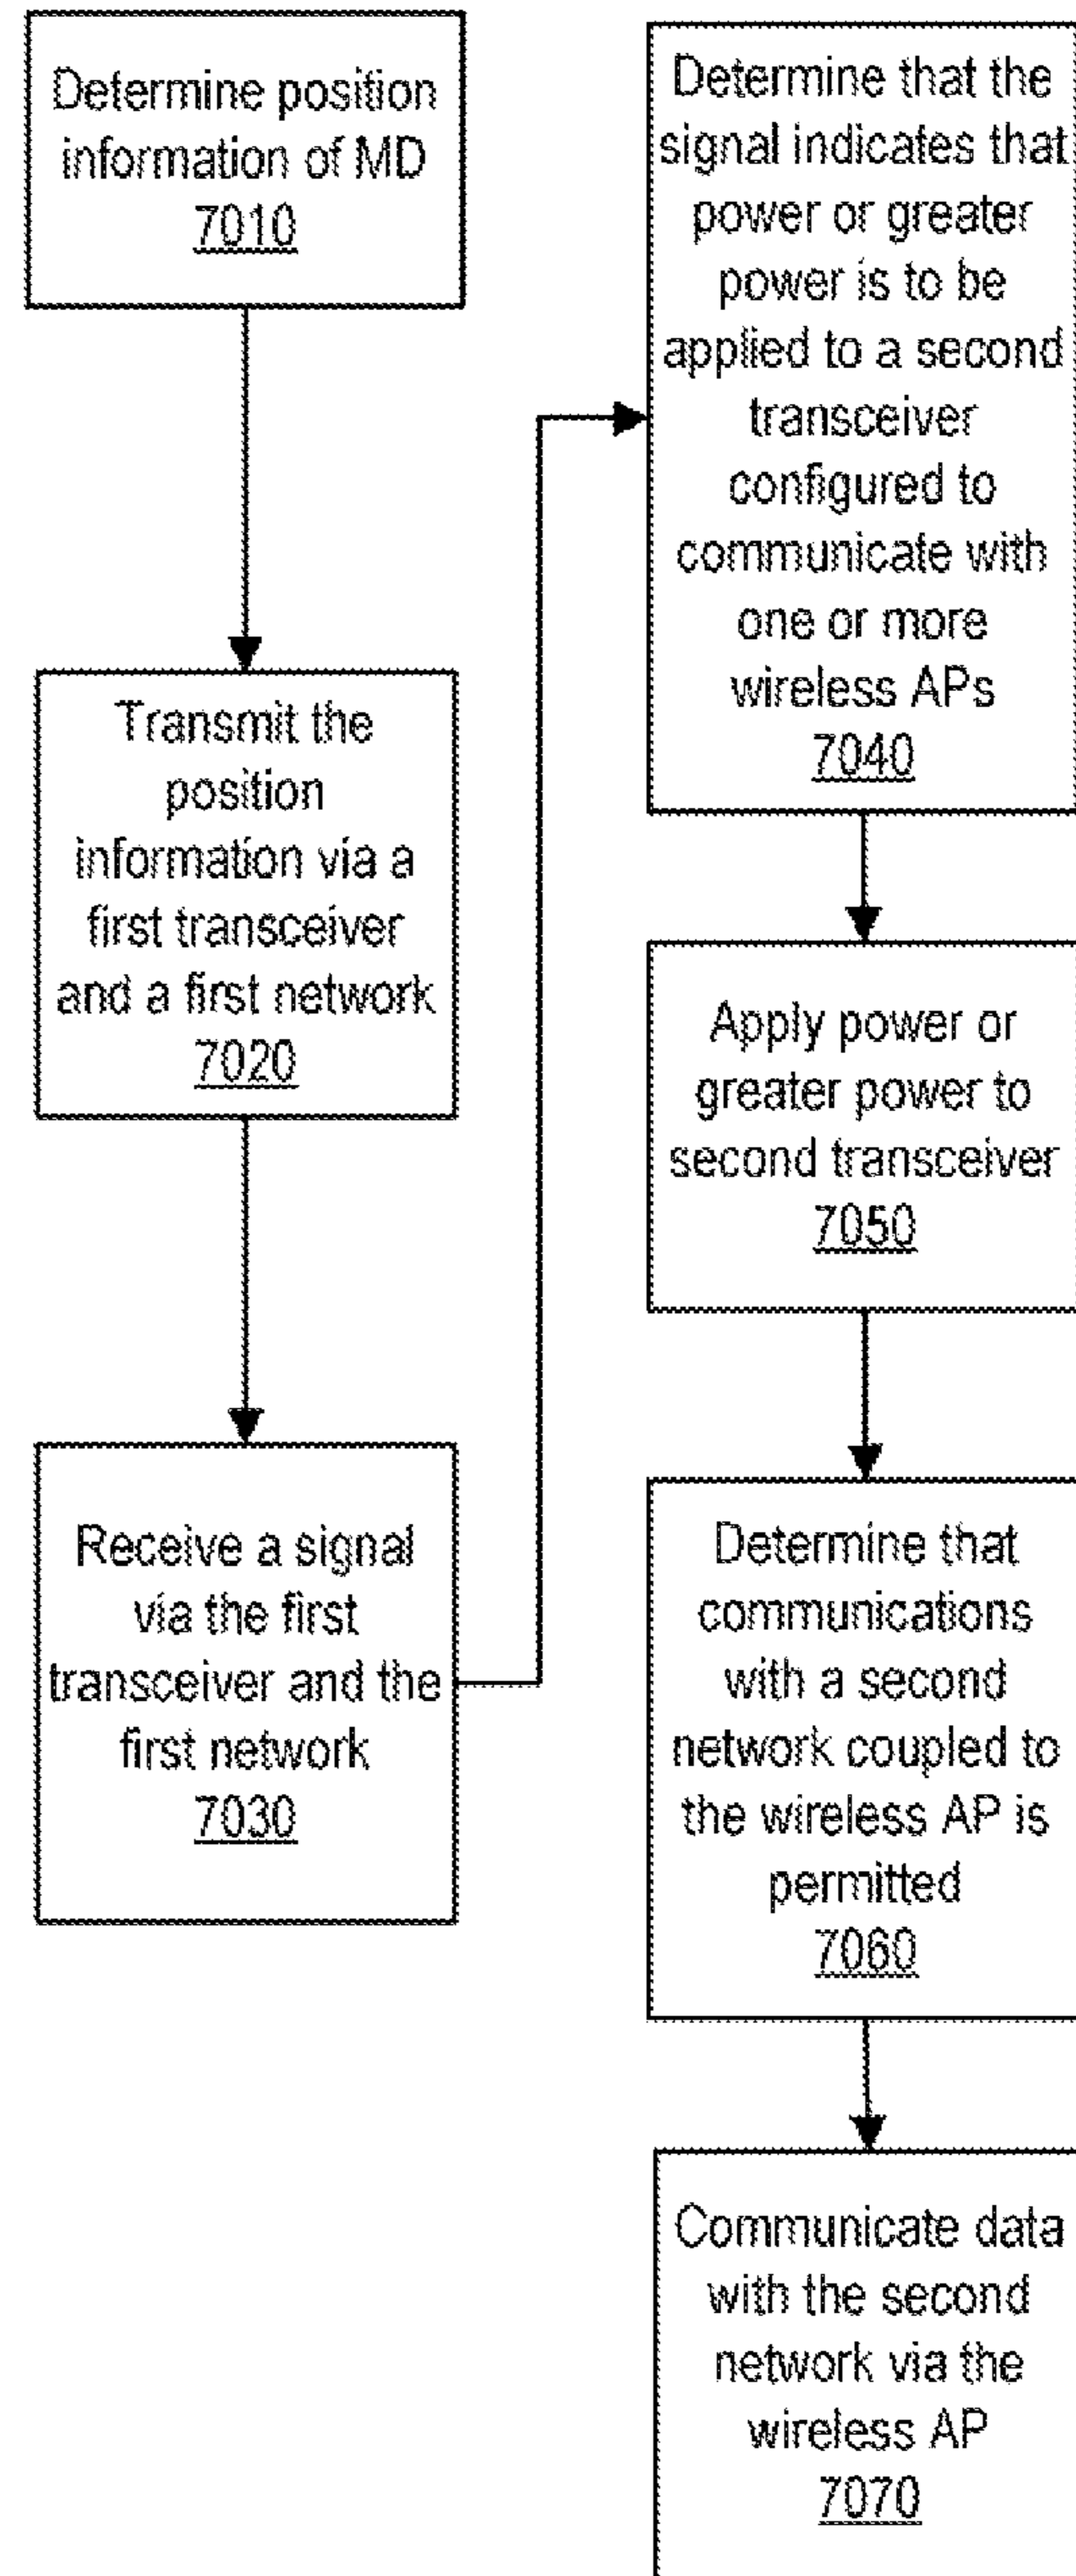 Determine position
information of MD
7010
Transmit the
position
information via a
first transceiver
and a first network
7020
Receive a signal
via the first
transceiver and the
first network
7030
Determine that the
signal indicates that
power or greater
power is to be
applied to a second
transceiver
configured to
communicate with
one or more
wireless APs
7040
Apply power or
greater power to
second transceiver
7050
Determine that
communications
with a second
network coupled to
the wireless AP is
permitted
7060
Communicate data
with the second
network via the
wireless AP
7070